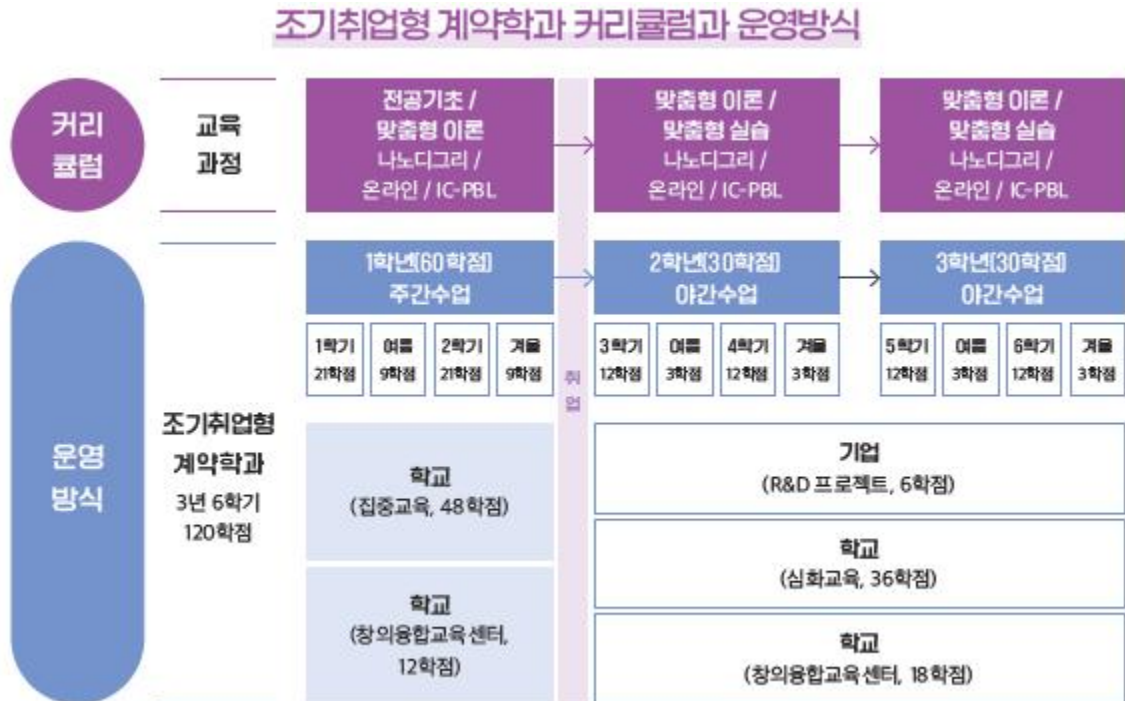 조기취업형 계약학과 커리큘럼과 운영방식
커리
큘럼
교육
과정
전공기초 /
맞춤형 이론
나노디그리 /
온라인 / IC-PBL
맞춤형 이론 /
맞춤형 실습
나노디그리 /
온라인 / IC-PBL
맞춤형 이론 /
맞춤형 실습
나노디그리 /
온라인 / IC-PBL
운영
방식
조기취업형
계약학과
3년 6학기
120학점
1학년(60학점)
주간수업
2학년(30학점)
야간수업
3학년(30학점)
야간수업
1학기
21학점
여름
9학점
2학기
21학점
겨울
9학점
취
업
3학기
12학점
여름
3학점
4학기
12학점
겨울
3학점
5학기
12학점
여름
3학점
6학기
12학점
겨울
3학점
학교
(집중교육, 48학점)
학교
(창의융합교육센터,
12학점)
기업
(R&D 프로젝트, 6학점)
학교
(심화교육, 36학점)
학교
(창의융합교육센터, 18학점)